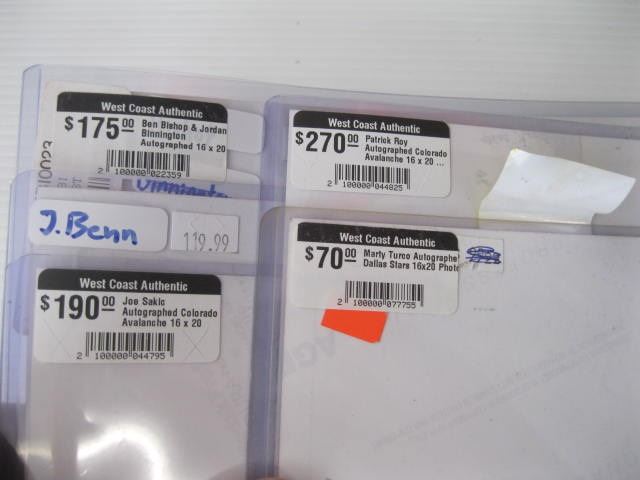 West Coast Authentic
$175.00 Ben Bishop & Jordan
Binnington
Autographed 16 x 20
2 100000 022359
West Coast Authentic
$270.00 Patrick Roy
Autographed Colorado
Avalanche 16 x 20 ...
2 100000 044825
J. Benn
119.99
West Coast Authentic
$70.00 Marty Turco Autographe
Dallas Stars 16x20 Photo
2 100000 077755
West Coast Authentic
$190.00 Joe Sakic
Autographed Colorado
Avalanche 16 x 20
2 100000 044795